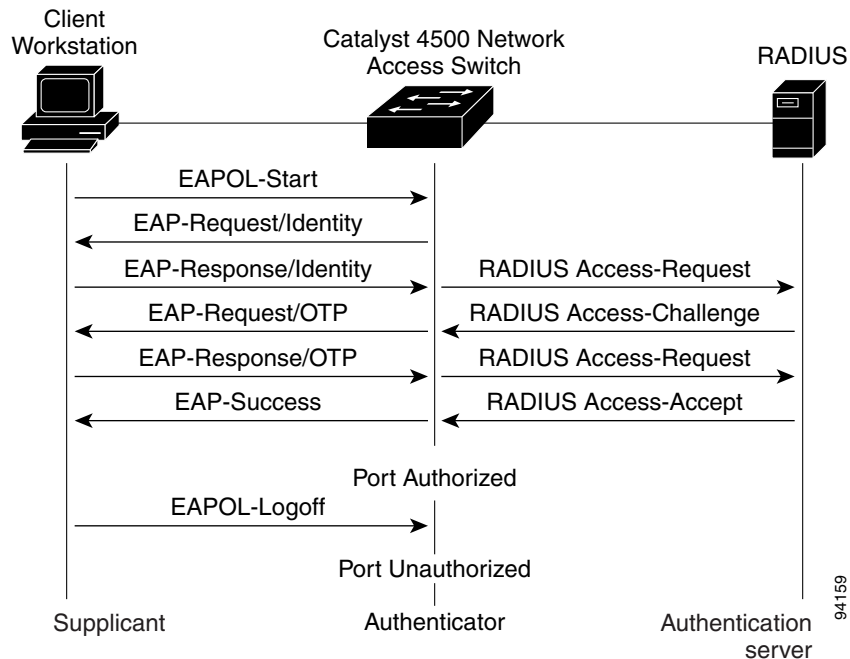 Client
Workstation
Catalyst 4500 Network
Access Switch
RADIUS
EAPOL-Start
EAP-Request/Identity
EAP-Response/Identity
RADIUS Access-Request
EAP-Request/OTP
RADIUS Access-Challenge
EAP-Response/OTP
RADIUS Access-Request
EAP-Success
RADIUS Access-Accept
Port Authorized
EAPOL-Logoff
Port Unauthorized
Supplicant
Authenticator
Authentication
server
94159